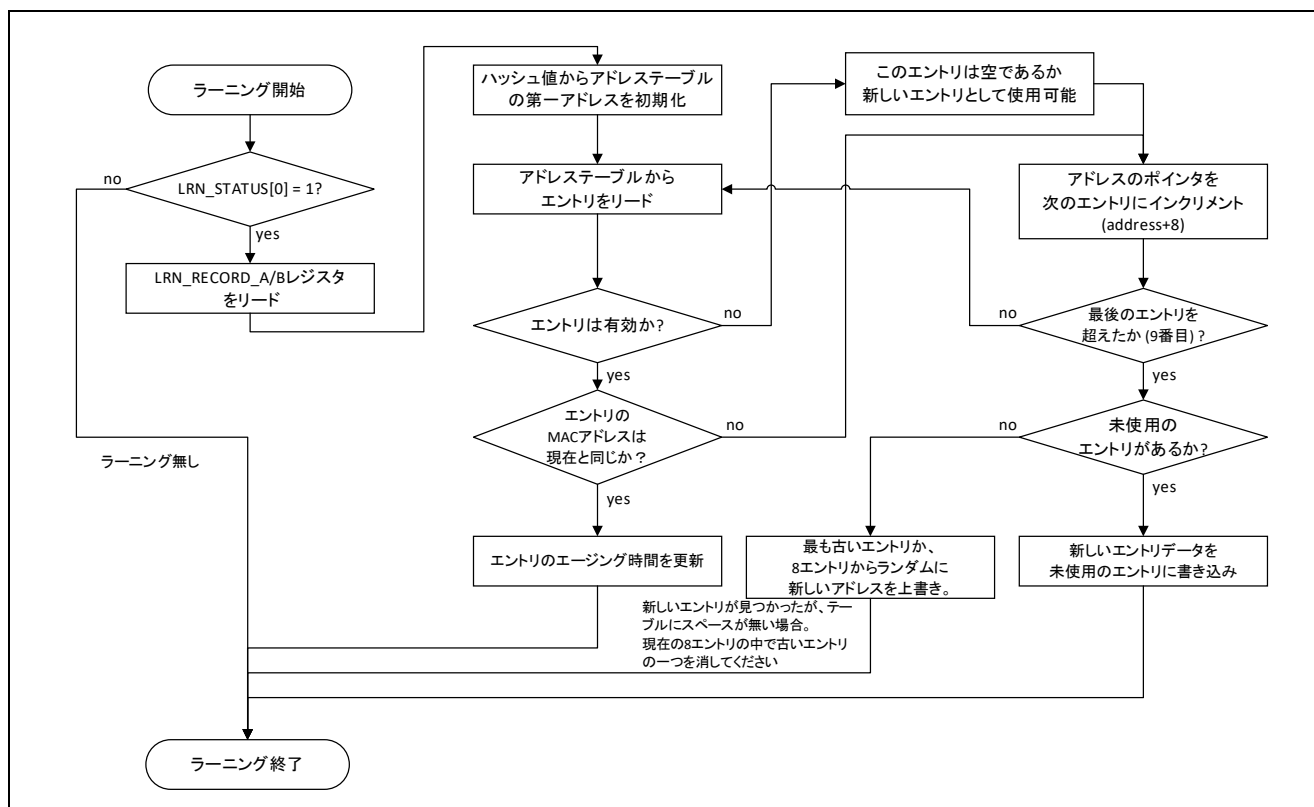 ラーニング開始
no
LRN_STATUS[0] = 1?
yes
LRN_RECORD_A/Bレジスタ
をリード
ラーニング無し
ハッシュ値からアドレステーブル
の第一アドレスを初期化
アドレステーブルから
エントリをリード
エントリは有効か?
no
yes
エントリの
MACアドレスは
現在と同じか?
no
yes
エントリのエージング時間を更新
このエントリは空であるか
新しいエントリとして使用可能
アドレスのポインタを
次のエントリにインクリメント
(address+8)
no
最後のエントリを
超えたか (9番目) ?
yes
no
未使用の
エントリがあるか?
yes
最も古いエントリか、
8エントリからランダムに
新しいアドレスを上書き。
新しいエントリデータを
未使用のエントリに書き込み
新しいエントリが見つかったが、テー
ブルにスペースが無い場合。
現在の8エントリの中で古いエントリ
の一つを消してください
ラーニング終了